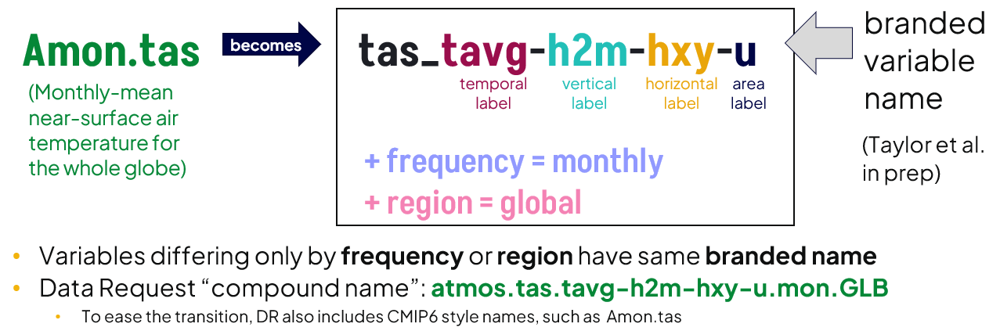 Amon.tas
(Monthly-mean
near-surface air
temperature for
the whole globe)
becomes
tas_tavg-h2m-hxy-u
temporal label
vertical label
horizontal label
area label
+ frequency = monthly
+ region = global
branded
variable
name
(Taylor et al.
in prep)
• Variables differing only by frequency or region have same branded name
• Data Request “compound name”: atmos.tas.tavg-h2m-hxy-u.mon.GLB
• To ease the transition, DR also includes CMIP6 style names, such as Amon.tas